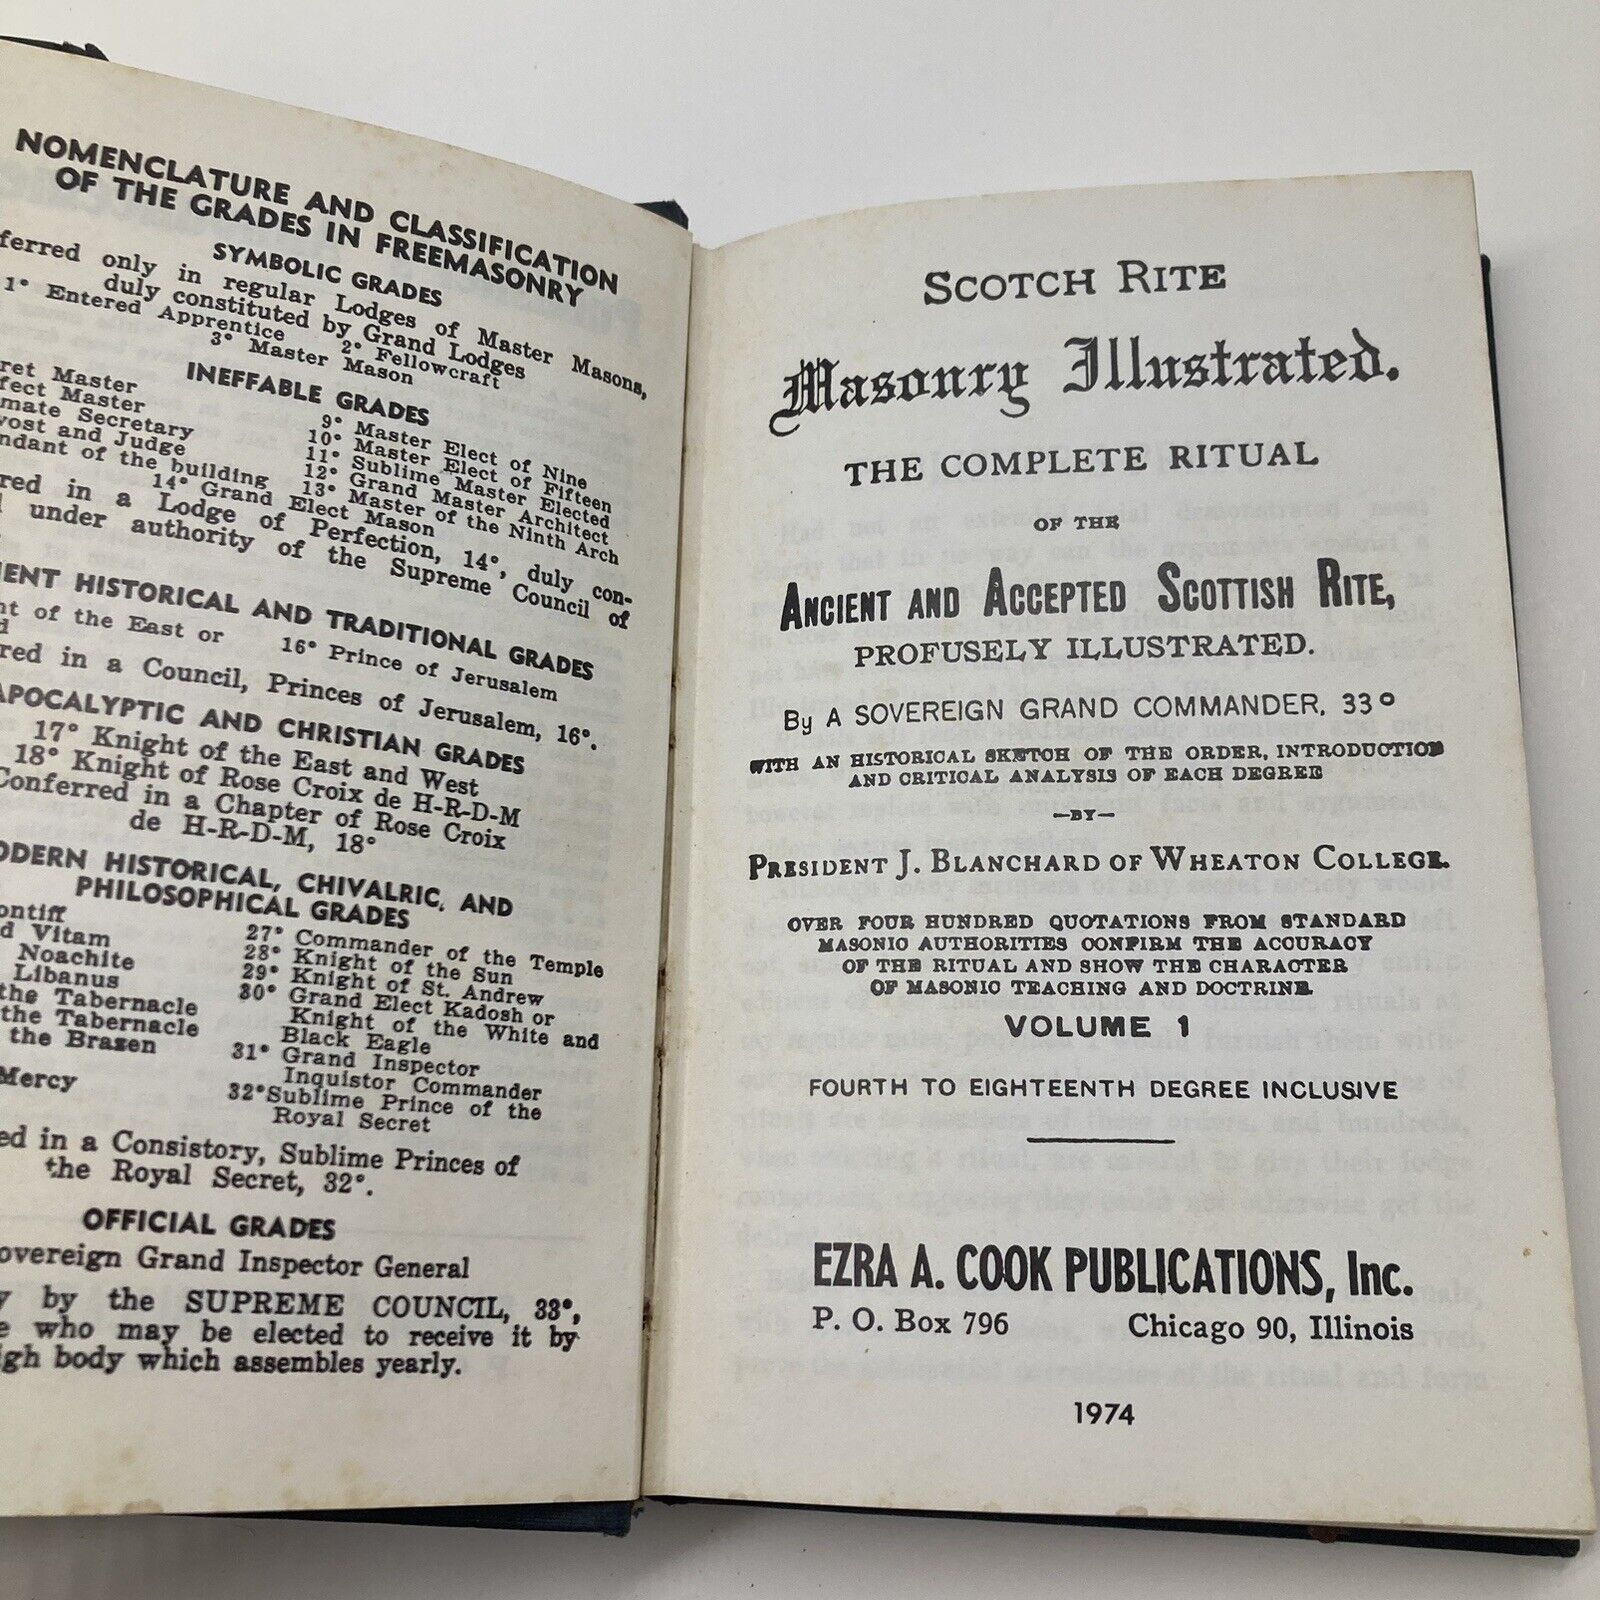 NOMENCLATURE AND CLASSIFICATION
OF THE GRADES IN FREEMASONRY
SYMBOLIC GRADES
ferred only in regular Lodges of Master Masons,
duly constituted by Grand Lodges
1° Entered Apprentice 2° Fellowcraft
3° Master Mason
INEFFABLE GRADES
ret Master
fect Master
mate Secretary
vost and Judge
ndant of the building
9° Master Elect of Nine
10° Master Elect of Fifteen
11° Sublime Master Elected
12° Grand Master Architect
13° Master of the Ninth Arch
14° Grand Elect Mason
red in a Lodge of Perfection, 14°, duly con-
under authority of the Supreme Council of
ENT HISTORICAL AND TRADITIONAL GRADES
ht of the East or 16° Prince of Jerusalem
red in a Council, Princes of Jerusalem, 16°.
APOCALYPTIC AND CHRISTIAN GRADES
17° Knight of the East and West
18° Knight of Rose Croix de H-R-D-M
Conferred in a Chapter of Rose Croix
de H-R-D-M, 18°
ODERN HISTORICAL, CHIVALRIC, AND
PHILOSOPHICAL GRADES
ontiff
d Vitam
Noachite
Libanus
the Tabernacle
the Tabernacle
the Brazen
Mercy
27° Commander of the Temple
28° Knight of the Sun
29° Knight of St. Andrew
30° Grand Elect Kadosh or
Knight of the White and
Black Eagle
31° Grand Inspector
Inquistor Commander
32° Sublime Prince of the
Royal Secret
ed in a Consistory, Sublime Princes of
the Royal Secret, 32°.
OFFICIAL GRADES
overeign Grand Inspector General
y by the SUPREME COUNCIL, 33°,
e who may be elected to receive it by
igh body which assembles yearly.
SCOTCH RITE
Masonry Illustrated.
THE COMPLETE RITUAL
OF THE
ANCIENT AND ACCEPTED SCOTTISH RITE,
PROFUSELY ILLUSTRATED.
By A SOVEREIGN GRAND COMMANDER, 33°
WITH AN HISTORICAL SKETCH OF THE ORDER, INTRODUCTION
AND CRITICAL ANALYSIS OF EACH DEGREE
—BY—
PRESIDENT J. BLANCHARD OF WHEATON COLLEGE.
OVER FOUR HUNDRED QUOTATIONS FROM STANDARD
MASONIC AUTHORITIES CONFIRM THE ACCURACY
OF THE RITUAL AND SHOW THE CHARACTER
OF MASONIC TEACHING AND DOCTRINE.
VOLUME 1
FOURTH TO EIGHTEENTH DEGREE INCLUSIVE
EZRA A. COOK PUBLICATIONS, Inc.
P. O. Box 796 Chicago 90, Illinois
1974